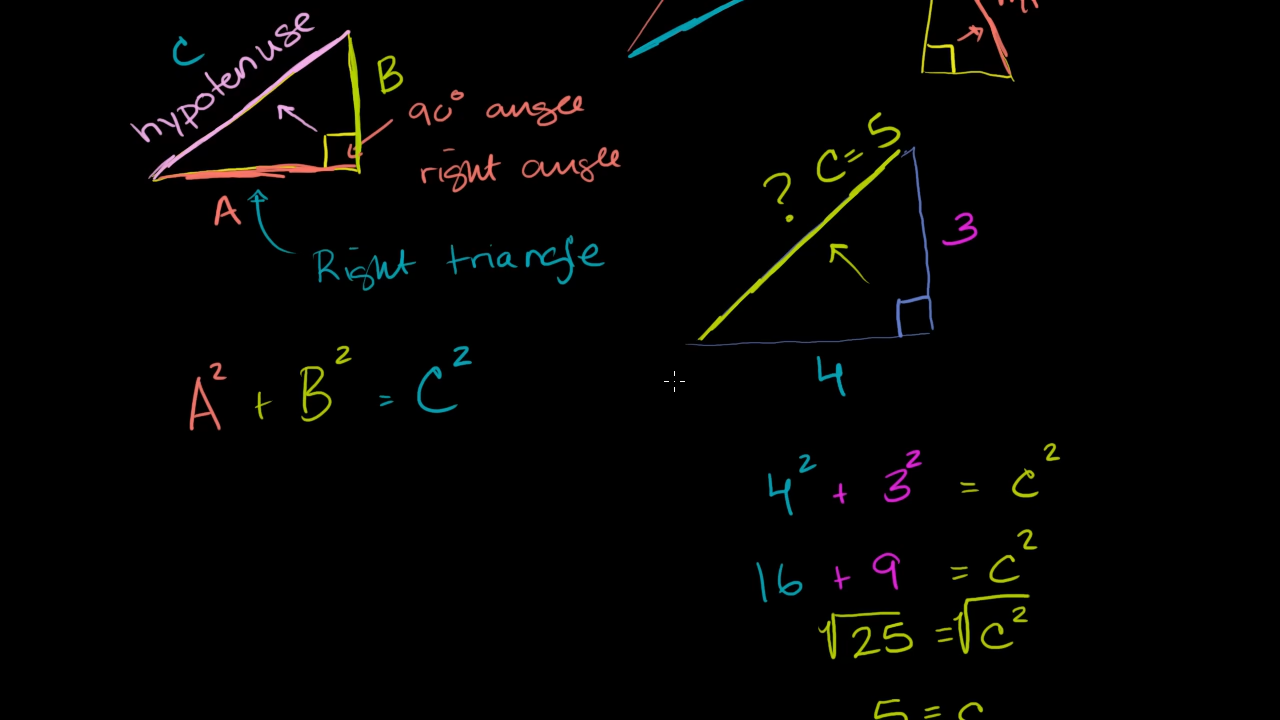 C
hypotenuse
B
90° angle
right angle
A
Right triangle
A² + B² = C²
? C = 5
3
4
4² + 3² = C²
16 + 9 = C²
√25 = √C²
5 = C